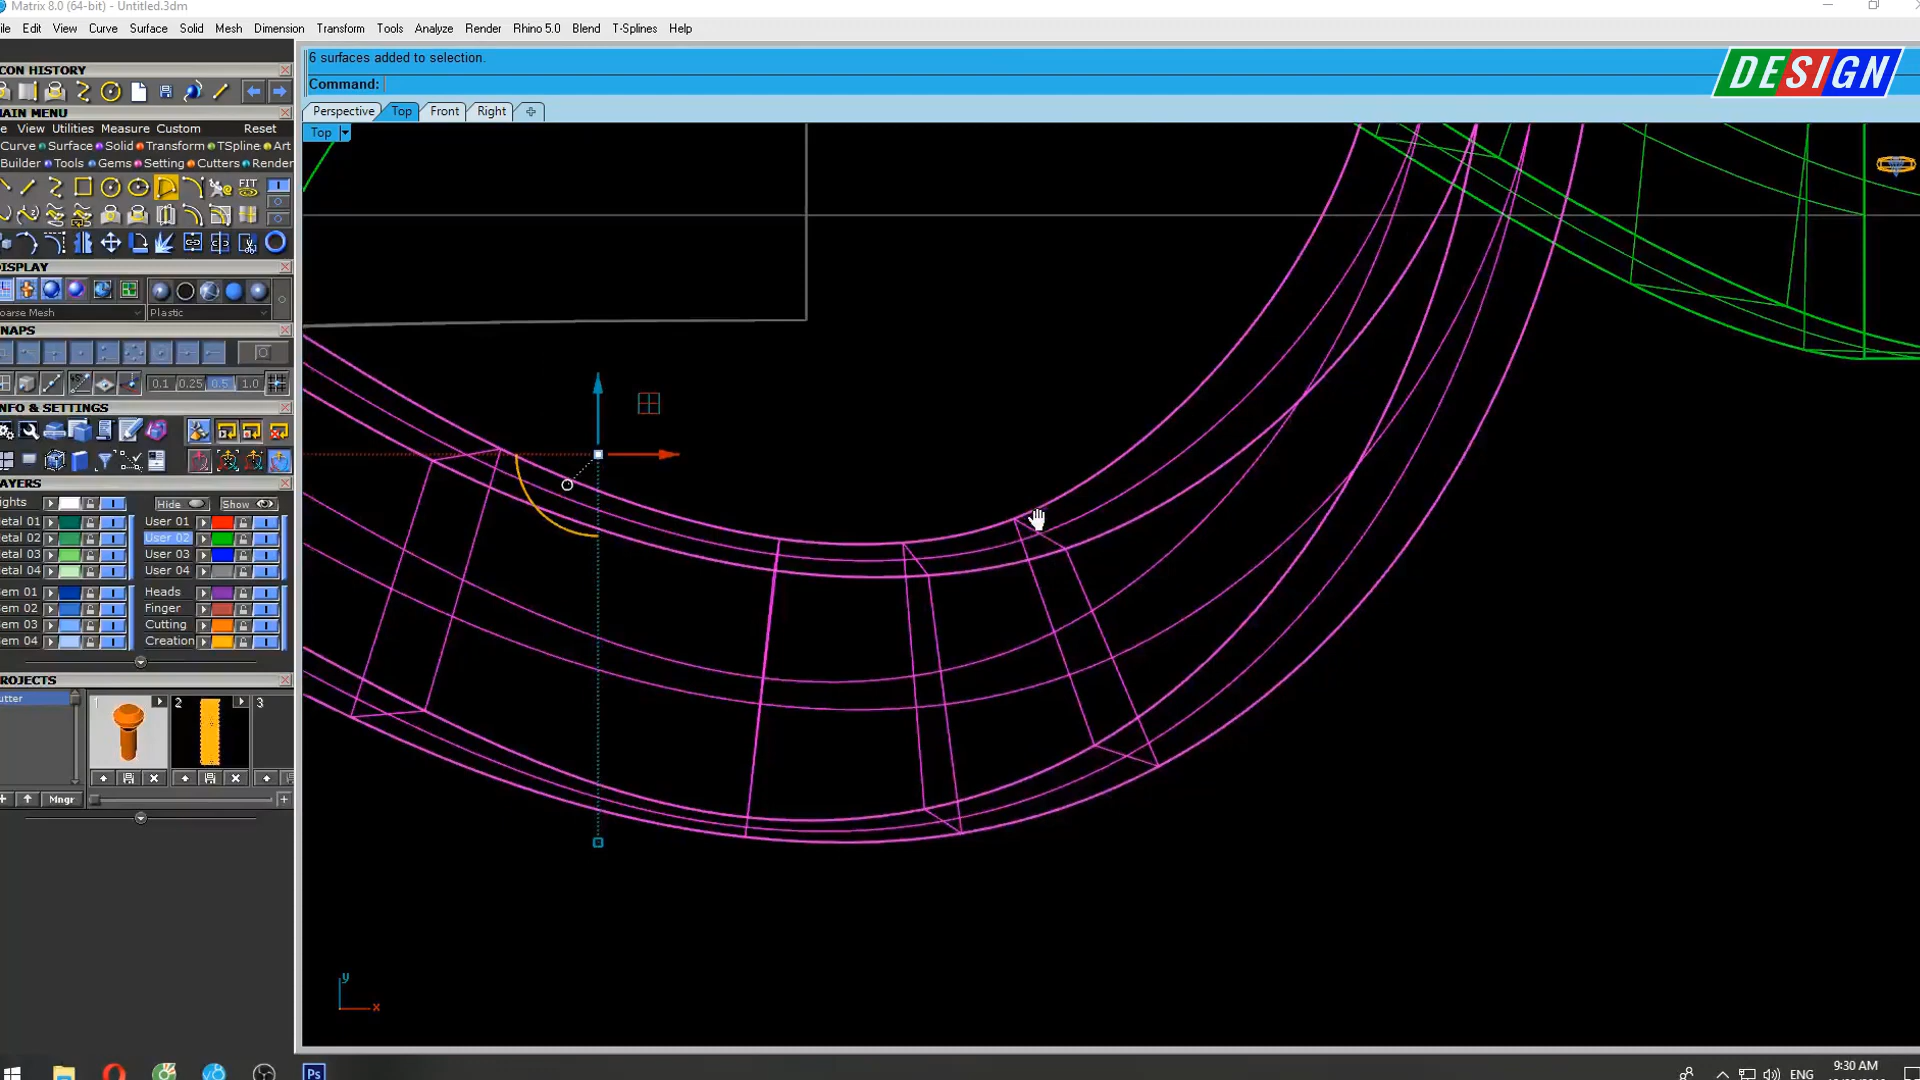 Matrix 8.0 (64-bit) - Untitled.3dm
ile Edit View Curve Surface Solid Mesh Dimension Transform Tools Analyze Render Rhino 5.0 Blend T-Splines Help
6 surfaces added to selection.
Command:
DESIGN
CON HISTORY
Perspective Top Front Right
Top
MAIN MENU
e View Utilities Measure Custom Reset
Curve Surface Solid Transform TSpline Art
Builder Tools Gems Setting Cutters Render
FIT
DISPLAY
oarse Mesh Plastic
NAPS
0.1 0.25 0.5 1.0
NFO & SETTINGS
AYERS
ights Hide Show
etal 01 User 01
etal 02 User 02
etal 03 User 03
etal 04 User 04
em 01 Heads
em 02 Finger
em 03 Cutting
em 04 Creation
ROJECTS
utter 1 2 3
Mngr
y
x
Ps
ENG
9:30 AM